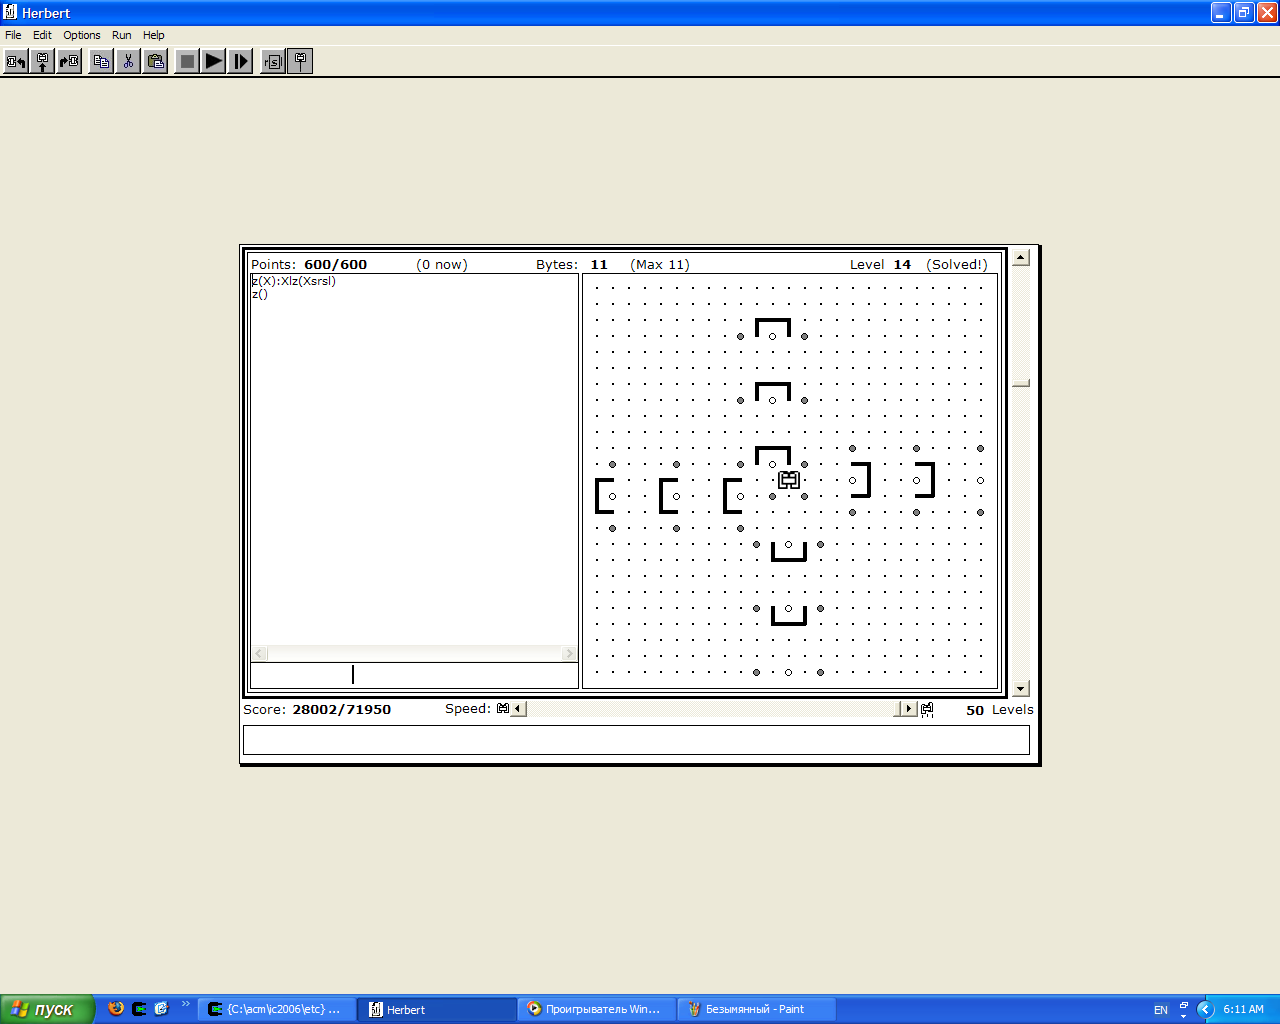 Herbert
File Edit Options Run Help
Points: 600/600 (0 now) Bytes: 11 (Max 11) Level 14 (Solved!)
z(X):Xlz(Xsrsl)
z()
Score: 28002/71950 Speed: 50 Levels
пуск {C:\acm\ic2006\etc} ... Herbert Проигрыватель Win... Безымянный - Paint EN 6:11 AM